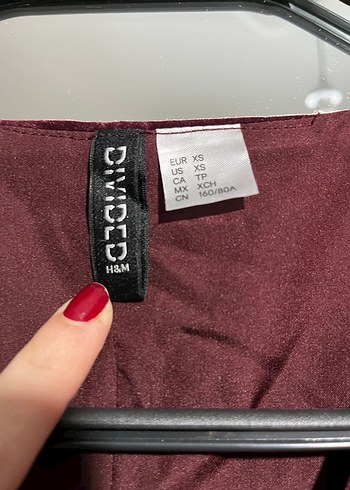 DIVIDED
H&M
EUR XS
US XS
CA TP
MX XCH
CN 160/80A